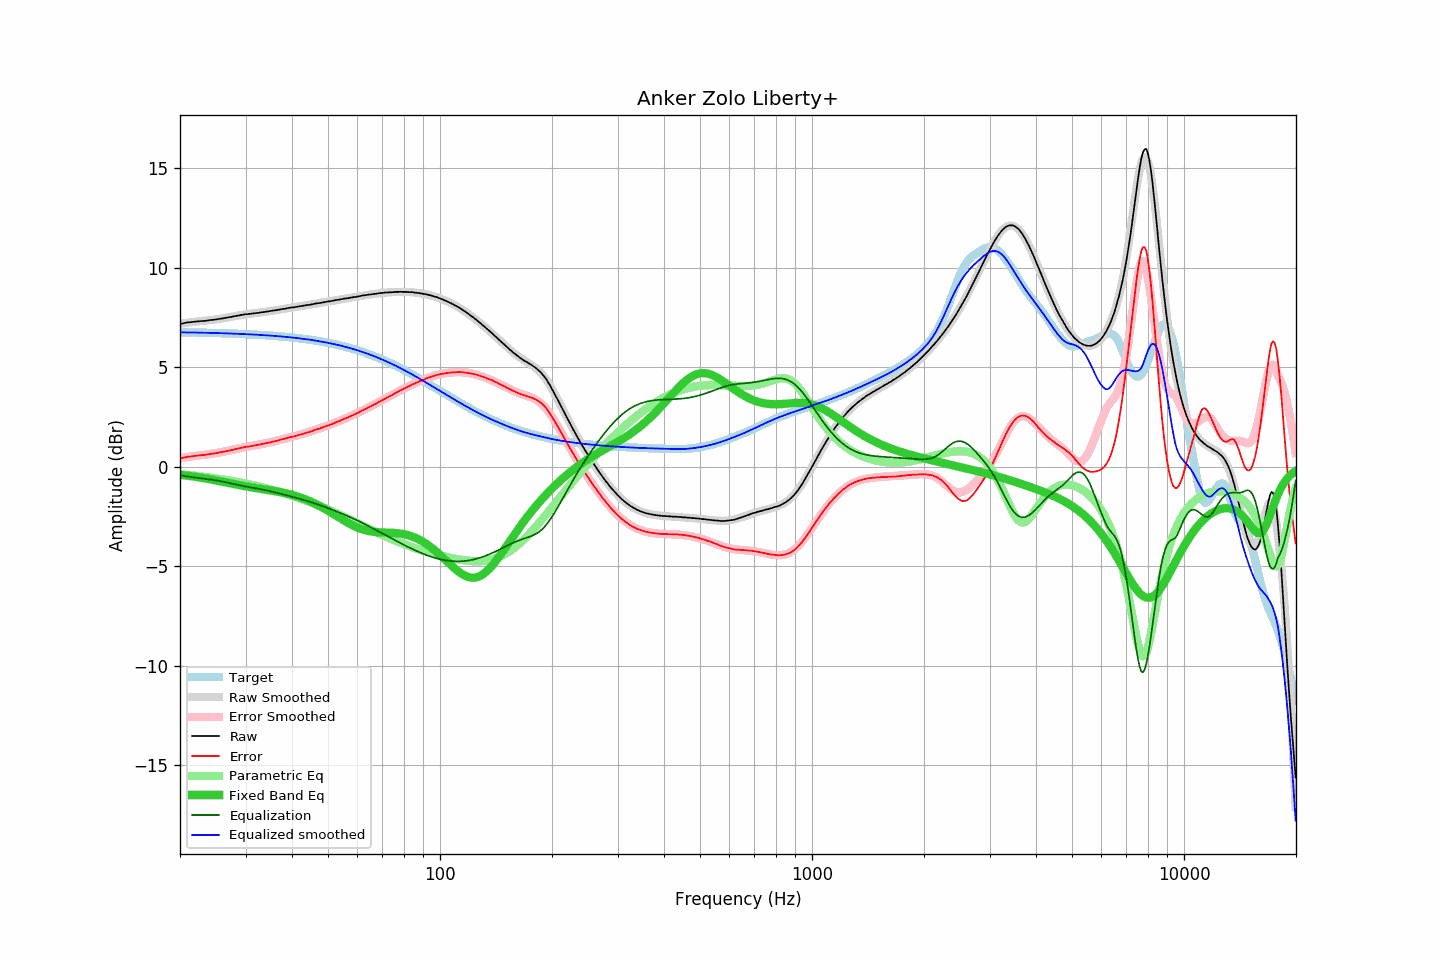 Anker Zolo Liberty+
Amplitude (dBr)
15
10
5
0
−5
−10
−15
Target
Raw Smoothed
Error Smoothed
Raw
Error
Parametric Eq
Fixed Band Eq
Equalization
Equalized smoothed
100
1000
10000
Frequency (Hz)